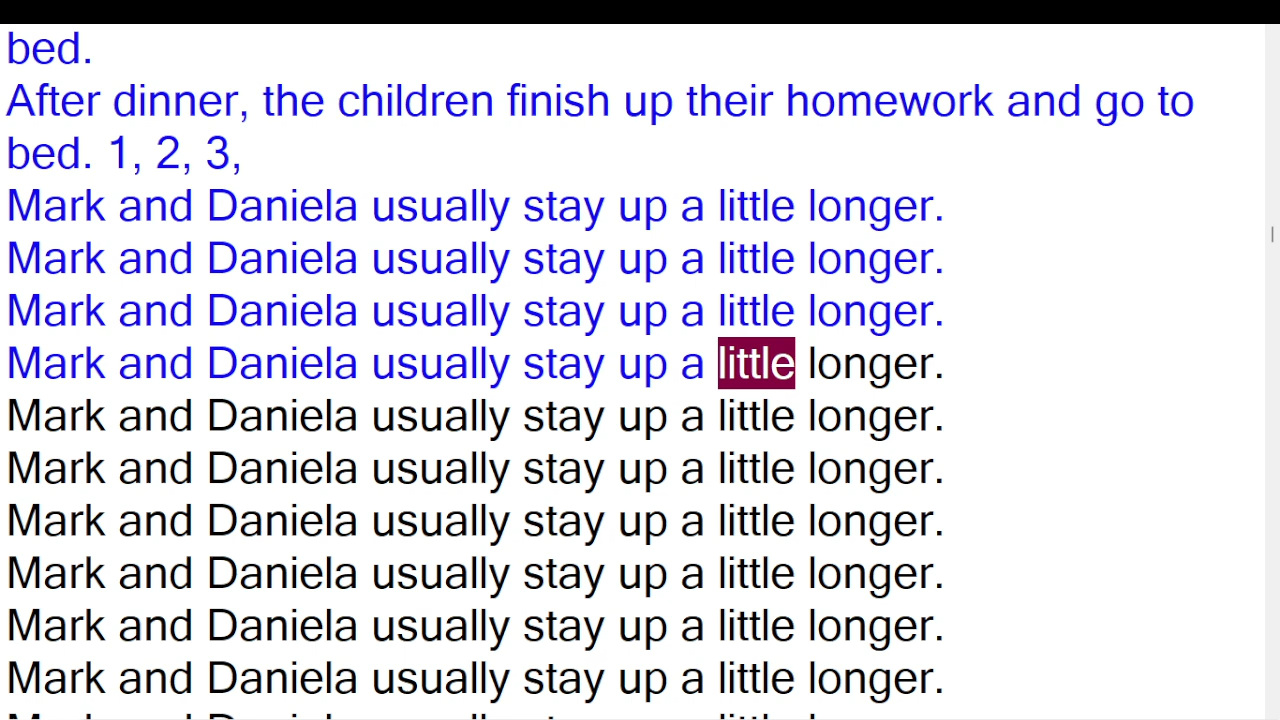 bed.
After dinner, the children finish up their homework and go to
bed. 1, 2, 3,
Mark and Daniela usually stay up a little longer.
Mark and Daniela usually stay up a little longer.
Mark and Daniela usually stay up a little longer.
Mark and Daniela usually stay up a little longer.
Mark and Daniela usually stay up a little longer.
Mark and Daniela usually stay up a little longer.
Mark and Daniela usually stay up a little longer.
Mark and Daniela usually stay up a little longer.
Mark and Daniela usually stay up a little longer.
Mark and Daniela usually stay up a little longer.